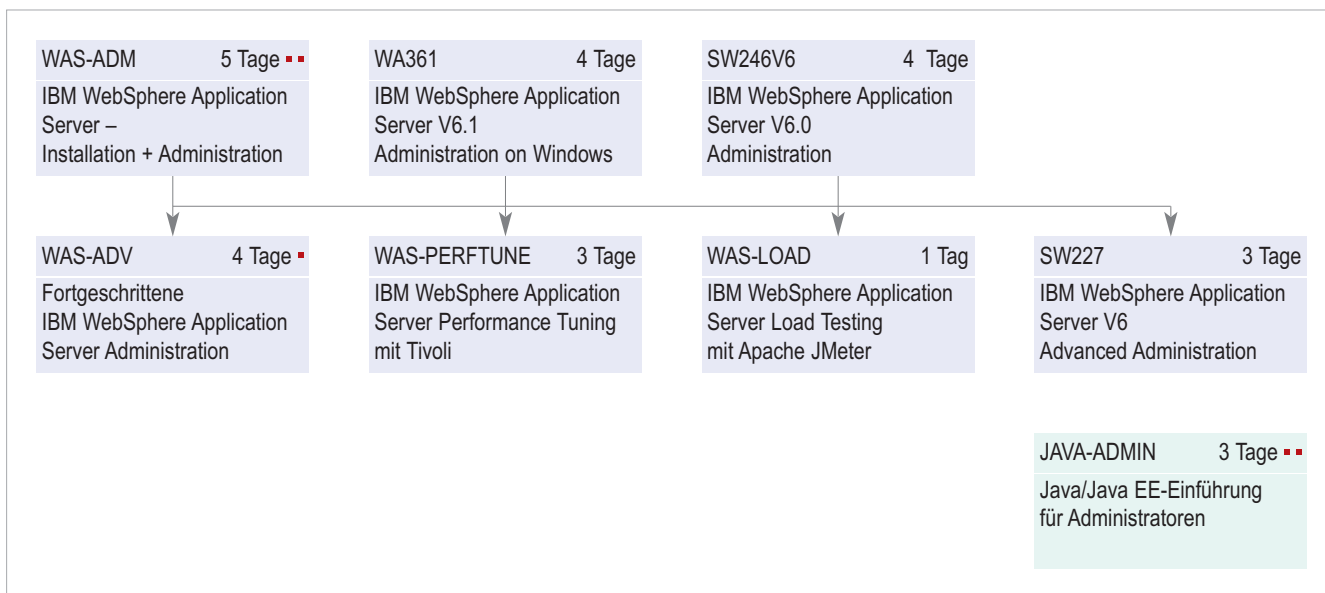 WAS-ADM 5 Tage
IBM WebSphere Application
Server –
Installation + Administration
WA361 4 Tage
IBM WebSphere Application
Server V6.1
Administration on Windows
SW246V6 4 Tage
IBM WebSphere Application
Server V6.0
Administration
WAS-ADV 4 Tage
Fortgeschrittene
IBM WebSphere Application
Server Administration
WAS-PERFTUNE 3 Tage
IBM WebSphere Application
Server Performance Tuning
mit Tivoli
WAS-LOAD 1 Tag
IBM WebSphere Application
Server Load Testing
mit Apache JMeter
SW227 3 Tage
IBM WebSphere Application
Server V6
Advanced Administration
JAVA-ADMIN 3 Tage
Java/Java EE-Einführung
für Administratoren